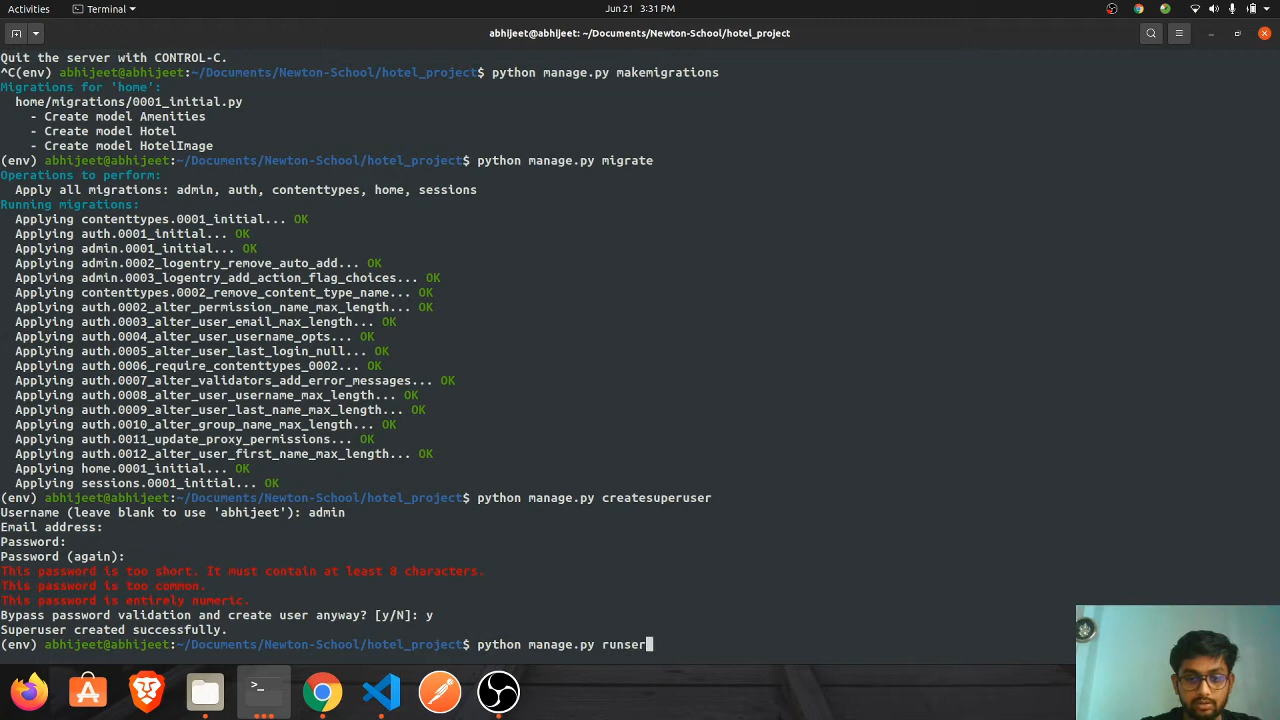 Activities
Terminal
Jun 21 3:31 PM
abhijeet@abhijeet: ~/Documents/Newton-School/hotel_project
Quit the server with CONTROL-C.
^C(env) abhijeet@abhijeet:~/Documents/Newton-School/hotel_project$ python manage.py makemigrations
Migrations for 'home':
home/migrations/0001_initial.py
- Create model Amenities
- Create model Hotel
- Create model HotelImage
(env) abhijeet@abhijeet:~/Documents/Newton-School/hotel_project$ python manage.py migrate
Operations to perform:
Apply all migrations: admin, auth, contenttypes, home, sessions
Running migrations:
Applying contenttypes.0001_initial... OK
Applying auth.0001_initial... OK
Applying admin.0001_initial... OK
Applying admin.0002_logentry_remove_auto_add... OK
Applying admin.0003_logentry_add_action_flag_choices... OK
Applying contenttypes.0002_remove_content_type_name... OK
Applying auth.0002_alter_permission_name_max_length... OK
Applying auth.0003_alter_user_email_max_length... OK
Applying auth.0004_alter_user_username_opts... OK
Applying auth.0005_alter_user_last_login_null... OK
Applying auth.0006_require_contenttypes_0002... OK
Applying auth.0007_alter_validators_add_error_messages... OK
Applying auth.0008_alter_user_username_max_length... OK
Applying auth.0009_alter_user_last_name_max_length... OK
Applying auth.0010_alter_group_name_max_length... OK
Applying auth.0011_update_proxy_permissions... OK
Applying auth.0012_alter_user_first_name_max_length... OK
Applying home.0001_initial... OK
Applying sessions.0001_initial... OK
(env) abhijeet@abhijeet:~/Documents/Newton-School/hotel_project$ python manage.py createsuperuser
Username (leave blank to use 'abhijeet'): admin
Email address:
Password:
Password (again):
This password is too short. It must contain at least 8 characters.
This password is too common.
This password is entirely numeric.
Bypass password validation and create user anyway? [y/N]: y
Superuser created successfully.
(env) abhijeet@abhijeet:~/Documents/Newton-School/hotel_project$ python manage.py runser